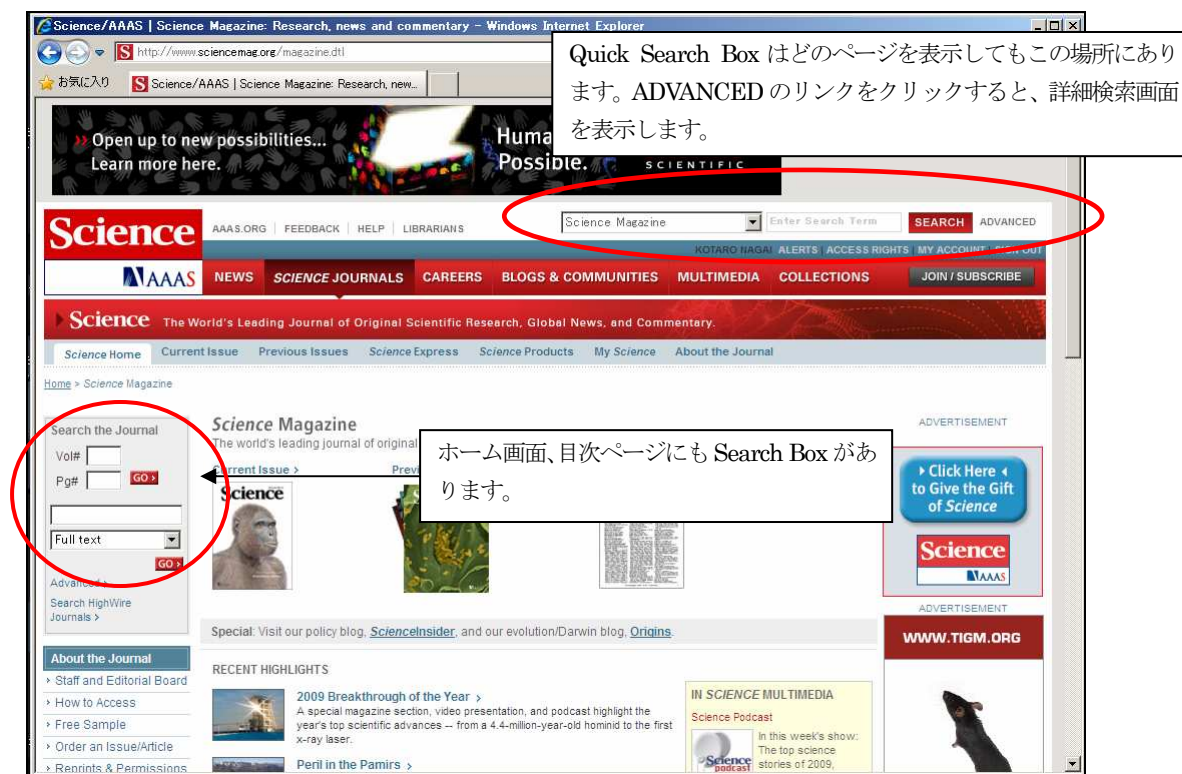 Science/AAAS | Science Magazine: Research, news and commentary - Windows Internet Explorer
http://www.sciencemag.org/magazine.dtl
お気に入り
Science/AAAS | Science Magazine: Research, new...
Quick Search Box はどのページを表示してもこの場所にあり
ます。ADVANCED のリンクをクリックすると、詳細検索画面
を表示します。
Open up to new possibilities...
Learn more here.
Huma
Possible.
SCIENTIFIC
Science
AAAS.ORG | FEEDBACK | HELP | LIBRARIANS
Science Magazine
Enter Search Term
SEARCH
ADVANCED
KOTARO NAGAI ALERTS | ACCESS RIGHTS | MY ACCOUNT | SIGN OUT
AAAS
NEWS SCIENCE JOURNALS CAREERS BLOGS & COMMUNITIES MULTIMEDIA COLLECTIONS JOIN / SUBSCRIBE
Science The World's Leading Journal of Original Scientific Research, Global News, and Commentary.
Science Home Current Issue Previous Issues Science Express Science Products My Science About the Journal
Home > Science Magazine
Search the Journal
Vol#
Pg#
GO
Full text
GO
Advanced >
Search HighWire
Journals >
Science Magazine
The world's leading journal of original
Current Issue >
Previ
Science
ホーム画面、目次ページにも Search Box があ
ります。
ADVERTISEMENT
Click Here
to Give the Gift
of Science
Science
AAAS
ADVERTISEMENT
WWW.TIGM.ORG
Special: Visit our policy blog, ScienceInsider, and our evolution/Darwin blog, Origins.
About the Journal
Staff and Editorial Board
How to Access
Free Sample
Order an Issue/Article
Reprints & Permissions
RECENT HIGHLIGHTS
2009 Breakthrough of the Year >
A special magazine section, video presentation, and podcast highlight the
year's top scientific advances -- from a 4.4-million-year-old hominid to the first
x-ray laser.
Peril in the Pamirs >
IN SCIENCE MULTIMEDIA
Science Podcast
Science
podcast
In this week's show:
The top science
stories of 2009,